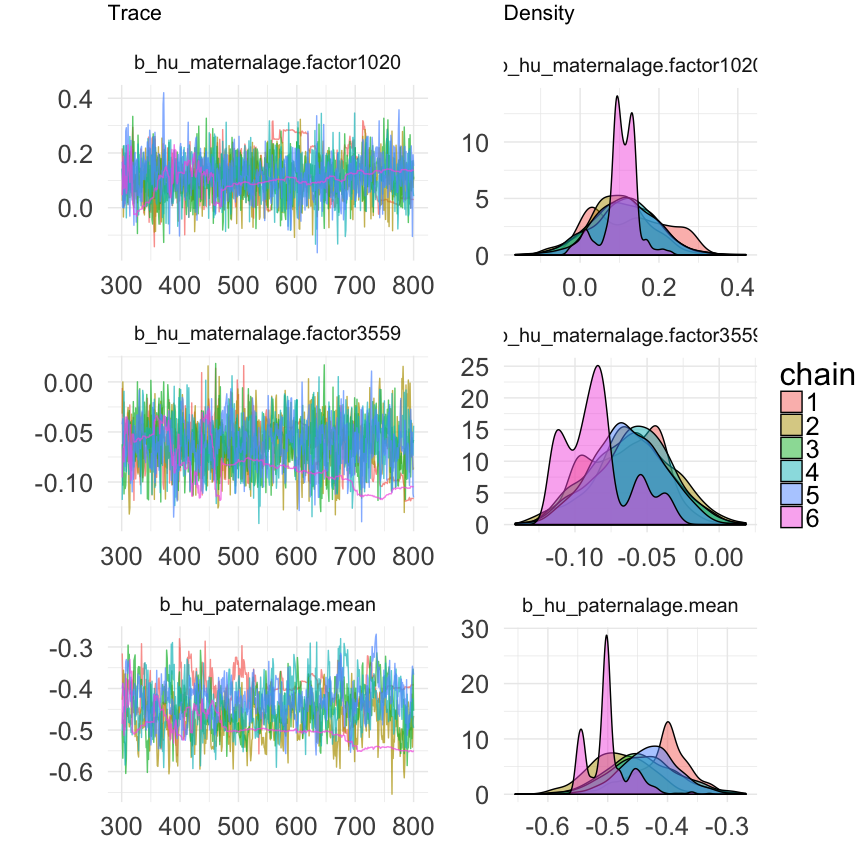 Trace
Density
b_hu_maternalage.factor1020
b_hu_maternalage.factor1020
0.4
0.2
0.0
10
5
0
300 400 500 600 700 800
0.0 0.2 0.4
b_hu_maternalage.factor3559
b_hu_maternalage.factor3559
0.00
-0.05
-0.10
25
20
15
10
5
0
300 400 500 600 700 800
-0.10 -0.05 0.00
chain
1
2
3
4
5
6
b_hu_paternalage.mean
b_hu_paternalage.mean
-0.3
-0.4
-0.5
-0.6
30
20
10
0
300 400 500 600 700 800
-0.6 -0.5 -0.4 -0.3